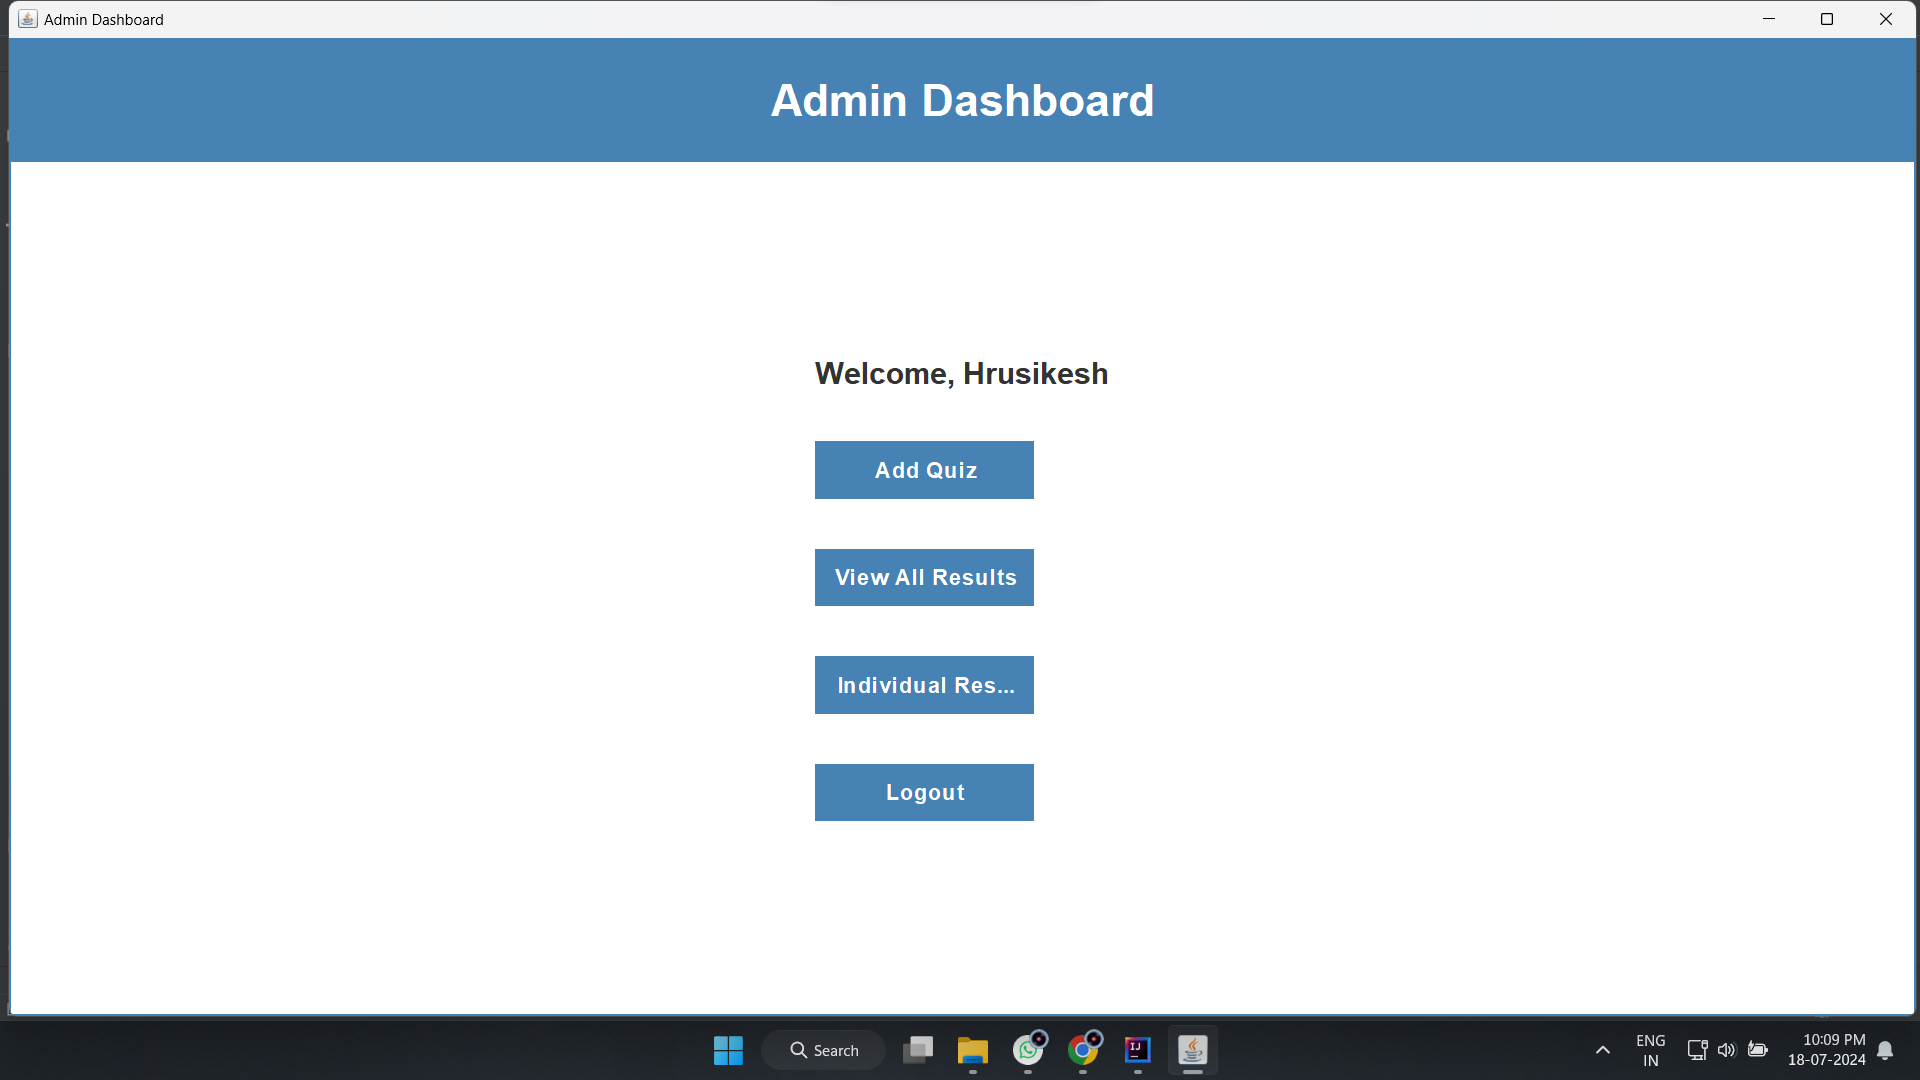 Admin Dashboard
Admin Dashboard
Welcome, Hrusikesh
Add Quiz
View All Results
Individual Res...
Logout
Search
IJ
ENG
IN
10:09 PM
18-07-2024